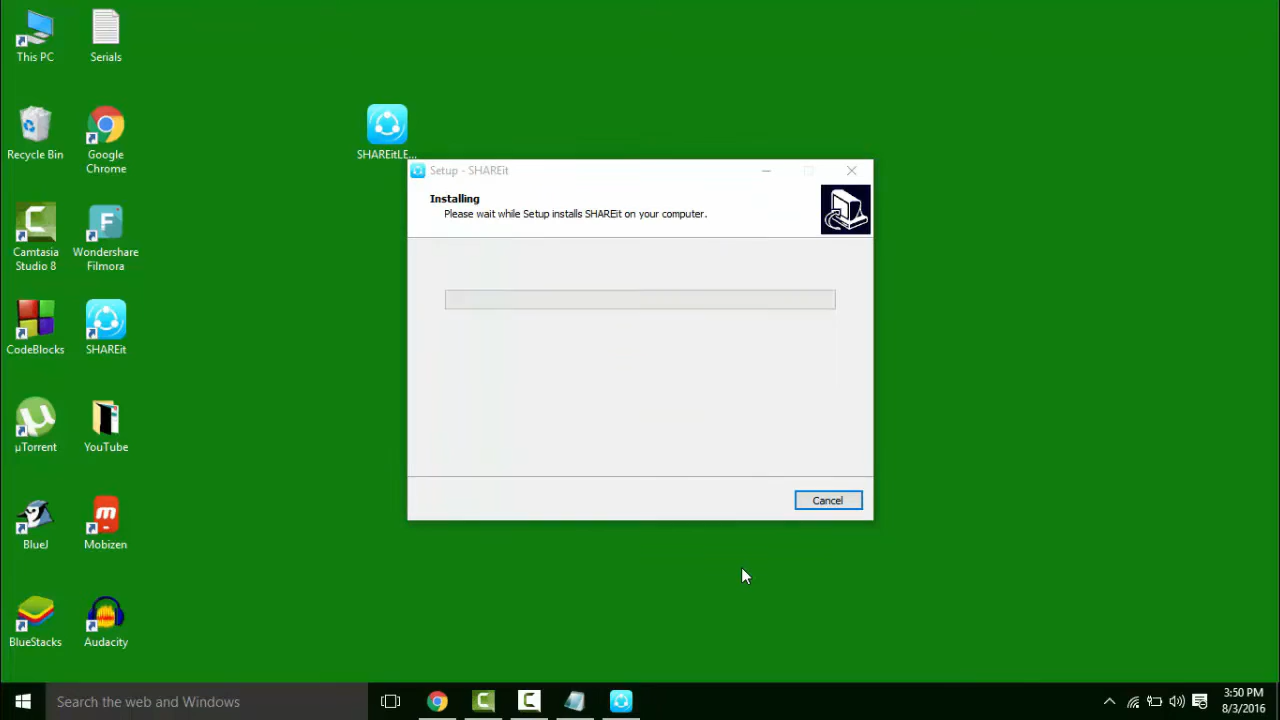 This PC
Serials
Recycle Bin
Google
Chrome
SHAREitLE...
Camtasia
Studio 8
Wondershare
Filmora
CodeBlocks
SHAREit
µTorrent
YouTube
BlueJ
Mobizen
BlueStacks
Audacity
Setup - SHAREit
Installing
Please wait while Setup installs SHAREit on your computer.
Cancel
Search the web and Windows
3:50 PM
8/3/2016